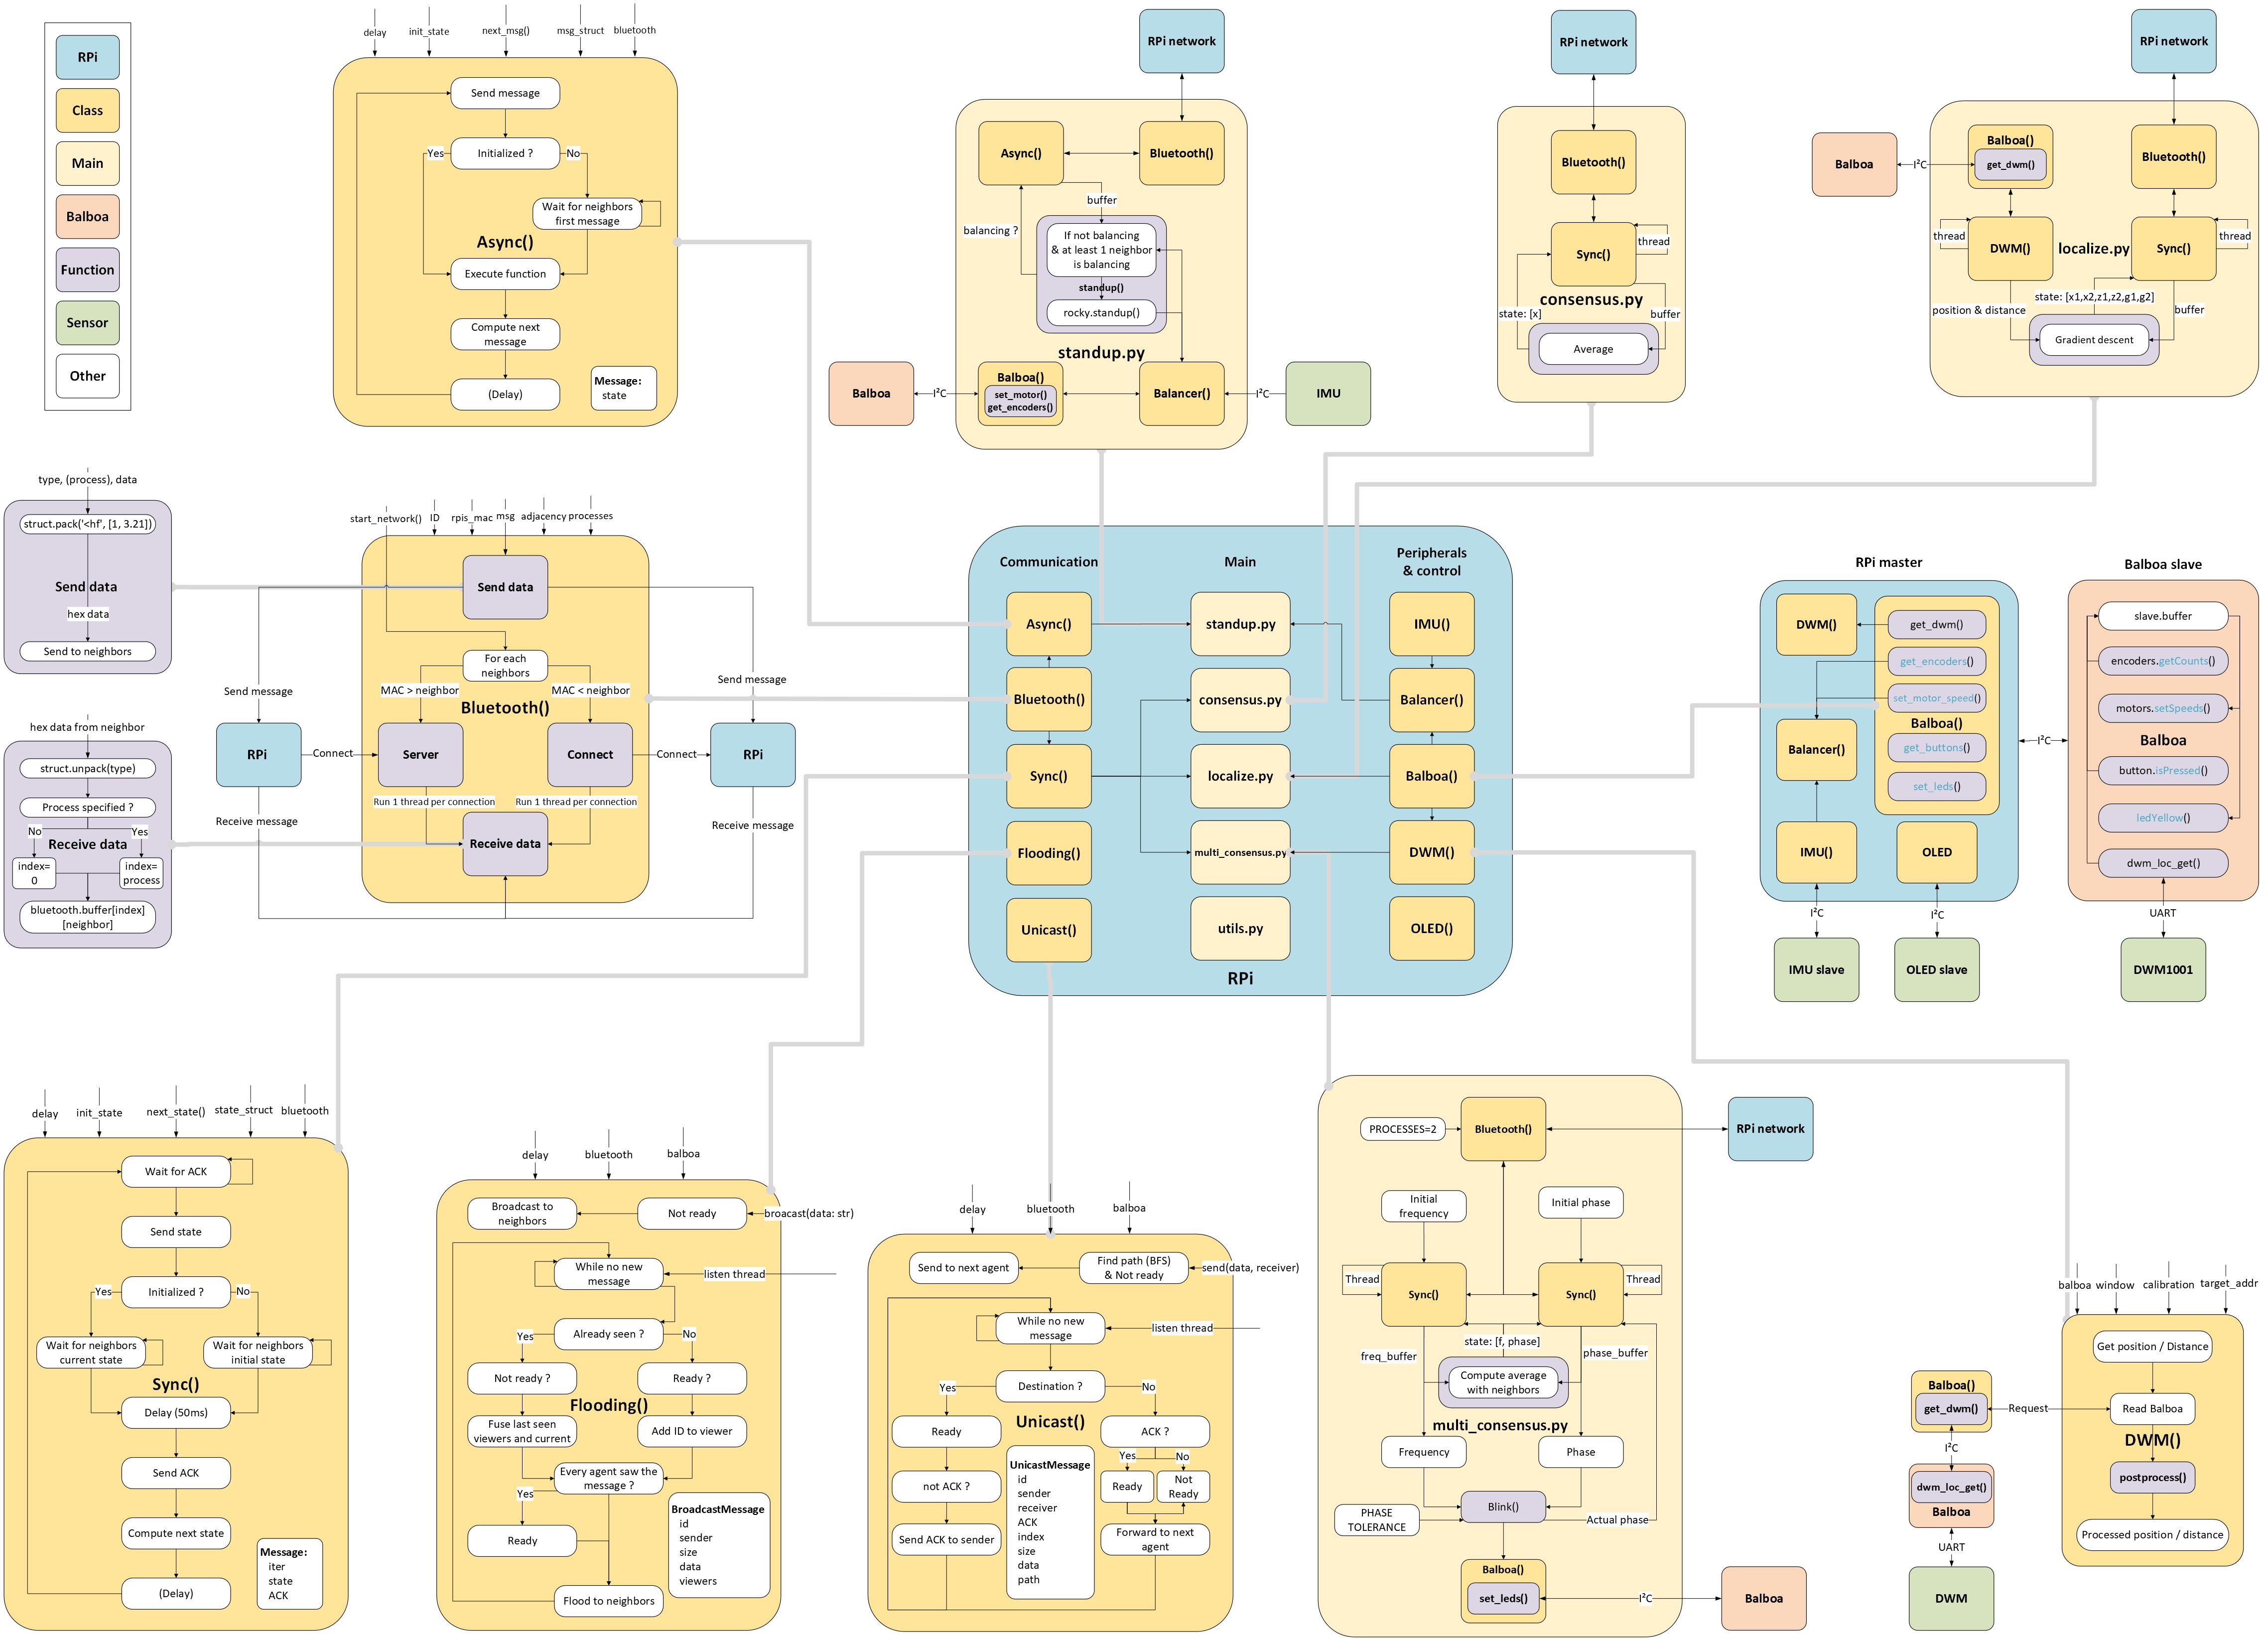 RPi
Class
Main
Balboa
Function
Sensor
Other
delay
init_state
next_msg()
msg_struct
bluetooth
Send message
Initialized ?
Yes
No
Wait for neighbors
first message
Async()
Execute function
Compute next
message
(Delay)
Message:
state
RPi network
Async()
Bluetooth()
buffer
balancing ?
If not balancing
& at least 1 neighbor
is balancing
standup()
rocky.standup()
standup.py
Balboa
I²C
Balboa()
set_motor()
get_encoders()
Balancer()
I²C
IMU
RPi network
Bluetooth()
Sync()
thread
consensus.py
state: [x]
buffer
Average
RPi network
Balboa
I²C
Balboa()
get_dwm()
Bluetooth()
thread
DWM()
localize.py
Sync()
thread
state: [x1,x2,z1,z2,g1,g2]
position & distance
buffer
Gradient descent
type, (process), data
struct.pack('<hf', [1, 3.21])
Send data
hex data
Send to neighbors
hex data from neighbor
struct.unpack(type)
Process specified ?
No
Yes
Receive data
index=
0
index=
process
bluetooth.buffer[index]
[neighbor]
start_network()
ID
rpis_mac
msg
adjacency
processes
Send data
For each
neighbors
MAC > neighbor
MAC < neighbor
Bluetooth()
Send message
Send message
RPi
Connect
Server
Connect
Connect
RPi
Run 1 thread per connection
Run 1 thread per connection
Receive message
Receive message
Receive data
Communication
Main
Peripherals
& control
Async()
standup.py
IMU()
Bluetooth()
consensus.py
Balancer()
Sync()
localize.py
Balboa()
Flooding()
multi_consensus.py
DWM()
Unicast()
utils.py
OLED()
RPi
RPi master
DWM()
get_dwm()
get_encoders()
set_motor_speed()
Balboa()
Balancer()
get_buttons()
set_leds()
IMU()
OLED
I²C
I²C
IMU slave
OLED slave
I²C
Balboa slave
slave.buffer
encoders.getCounts()
motors.setSpeeds()
Balboa
button.isPressed()
ledYellow()
dwm_loc_get()
UART
DWM1001
delay
init_state
next_state()
state_struct
bluetooth
Wait for ACK
Send state
Initialized ?
Yes
No
Wait for neighbors
current state
Wait for neighbors
initial state
Sync()
Delay (50ms)
Send ACK
Compute next state
(Delay)
Message:
iter
state
ACK
delay
bluetooth
balboa
Broadcast to
neighbors
Not ready
broacast(data: str)
While no new
message
listen thread
Already seen ?
Yes
No
Not ready ?
Ready ?
Flooding()
Fuse last seen
viewers and current
Add ID to viewer
Every agent saw the
message ?
Yes
Ready
Flood to neighbors
BroadcastMessage
id
sender
size
data
viewers
delay
bluetooth
balboa
Send to next agent
Find path (BFS)
& Not ready
send(data, receiver)
While no new
message
listen thread
Destination ?
Yes
No
Unicast()
Ready
ACK ?
Yes
No
not ACK ?
Ready
Not
Ready
Send ACK to sender
Forward to next
agent
UnicastMessage
id
sender
receiver
ACK
index
size
data
path
PROCESSES=2
Bluetooth()
RPi network
Initial
frequency
Initial phase
Thread
Sync()
Sync()
Thread
state: [f, phase]
freq_buffer
phase_buffer
Compute average
with neighbors
multi_consensus.py
Frequency
Phase
Blink()
PHASE
TOLERANCE
Actual phase
Balboa()
set_leds()
I²C
Balboa
balboa
window
calibration
target_addr
Get position / Distance
Balboa()
get_dwm()
Request
Read Balboa
DWM()
I²C
dwm_loc_get()
Balboa
postprocess()
UART
Processed position / distance
DWM